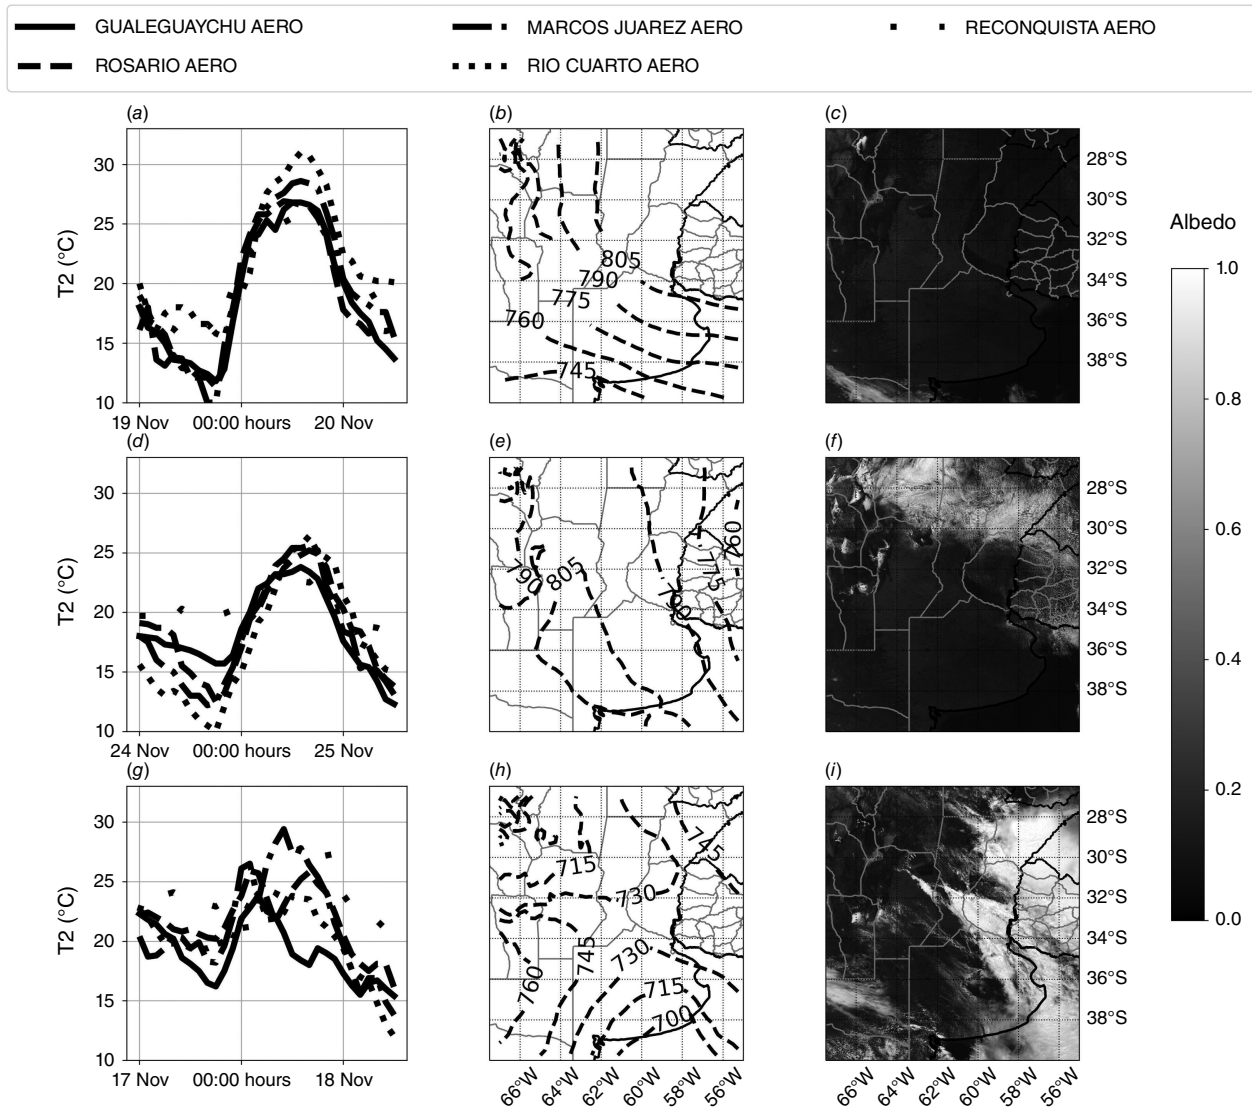 GUALEGUAYCHU AERO MARCOS JUAREZ AERO RECONQUISTA AERO
ROSARIO AERO RIO CUARTO AERO
(a) (b) (c)
T2 (°C)
30
25
20
15
10
19 Nov 00:00 hours 20 Nov
805
790
775
760
745
28°S
30°S
32°S
34°S
36°S
38°S
Albedo
1.0
0.8
0.6
0.4
0.2
0.0
(d) (e) (f)
T2 (°C)
30
25
20
15
10
24 Nov 00:00 hours 25 Nov
790
805
790
775
760
28°S
30°S
32°S
34°S
36°S
38°S
(g) (h) (i)
T2 (°C)
30
25
20
15
10
17 Nov 00:00 hours 18 Nov
745
715
730
745
730
760
715
700
28°S
30°S
32°S
34°S
36°S
38°S
66°W 64°W 62°W 60°W 58°W 56°W
66°W 64°W 62°W 60°W 58°W 56°W